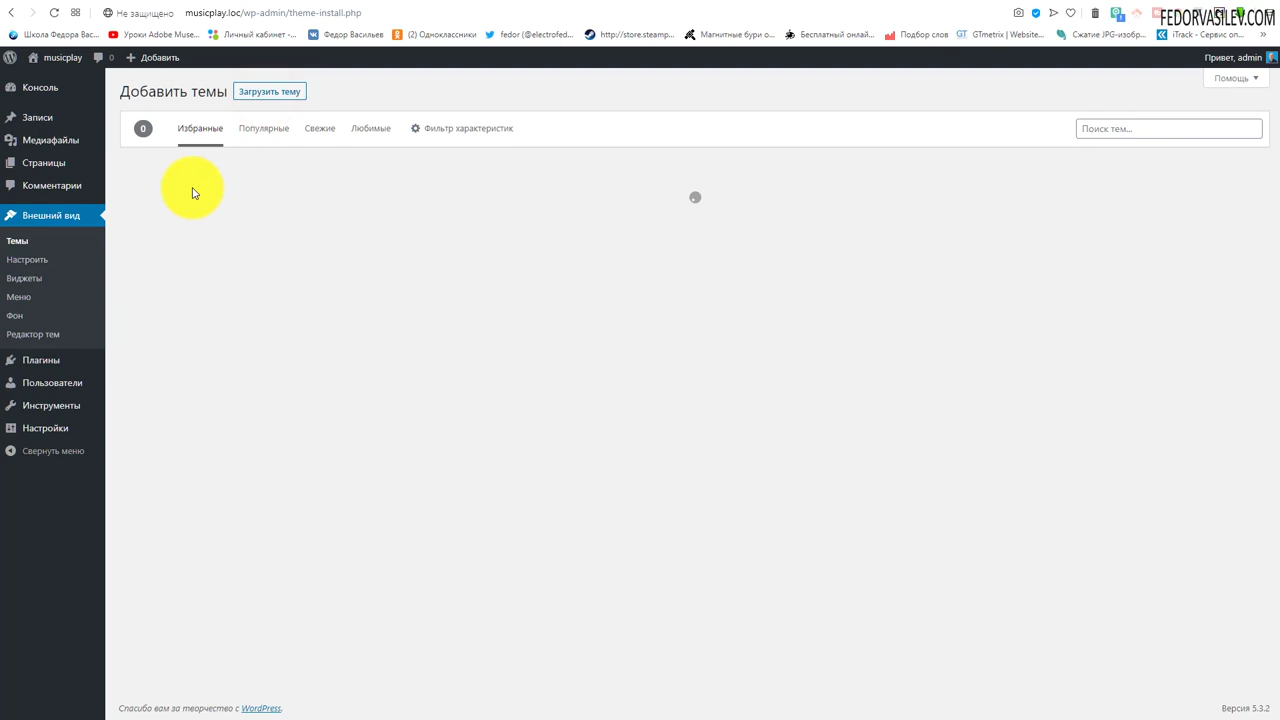 Не защищено musicplay.loc/wp-admin/theme-install.php
FEDORVASILEV.COM
Школа Федора Вас... Уроки Adobe Muse... Личный кабинет -... Федор Васильев (2) Одноклассники fedor (@electrofed... http://store.steamp... Магнитные бури о... Бесплатный онлай... Подбор слов GTmetrix | Website... Сжатие JPG-изобр... iTrack - Сервис оп... »
musicplay 0 Добавить Привет, admin
Консоль
Записи
Медиафайлы
Страницы
Комментарии
Внешний вид
Темы
Настроить
Виджеты
Меню
Фон
Редактор тем
Плагины
Пользователи
Инструменты
Настройки
Свернуть меню
Помощь
Добавить темы Загрузить тему
0 Избранные Популярные Свежие Любимые Фильтр характеристик Поиск тем...
Спасибо вам за творчество с WordPress. Версия 5.3.2